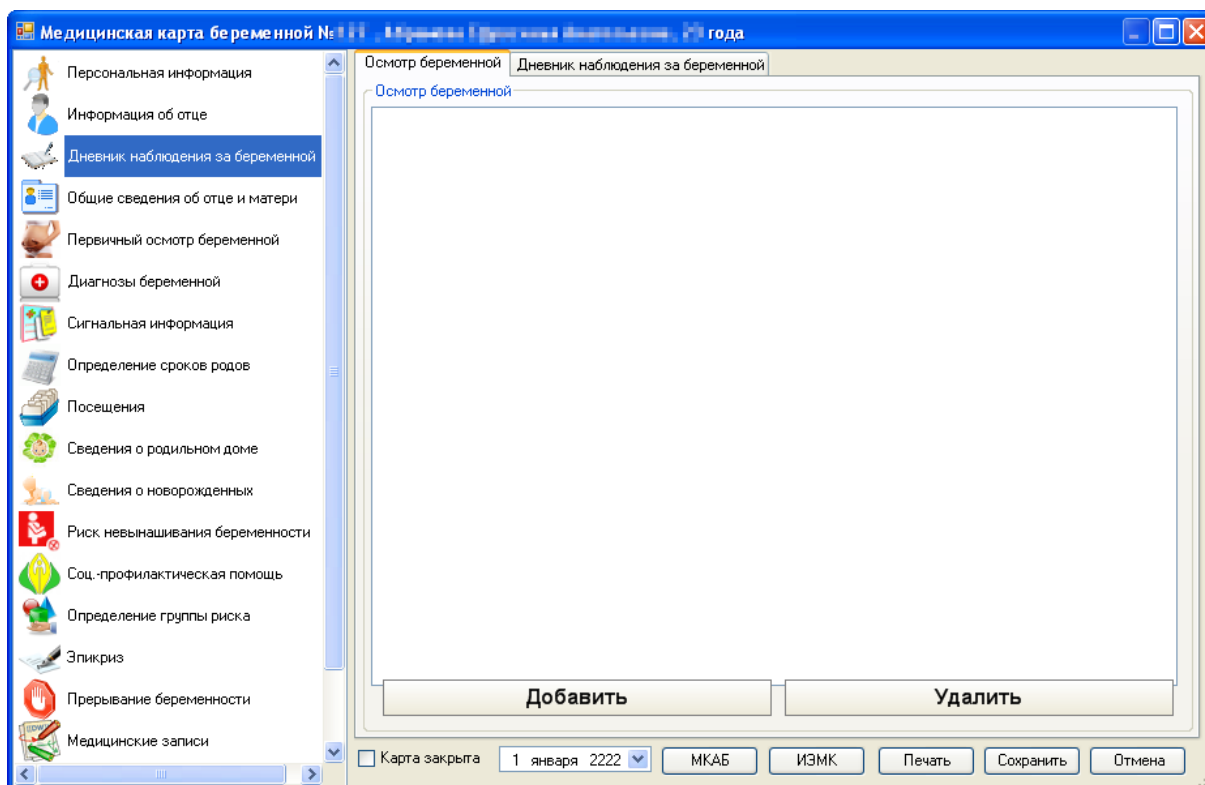 Медицинская карта беременной № года
Персональная информация
Информация об отце
Дневник наблюдения за беременной
Общие сведения об отце и матери
Первичный осмотр беременной
Диагнозы беременной
Сигнальная информация
Определение сроков родов
Посещения
Сведения о родильном доме
Сведения о новорожденных
Риск невынашивания беременности
Соц.-профилактическая помощь
Определение группы риска
Эпикриз
Прерывание беременности
Медицинские записи
Осмотр беременной Дневник наблюдения за беременной
Осмотр беременной
Добавить Удалить
Карта закрыта 1 января 2222 МКАБ ИЭМК Печать Сохранить Отмена